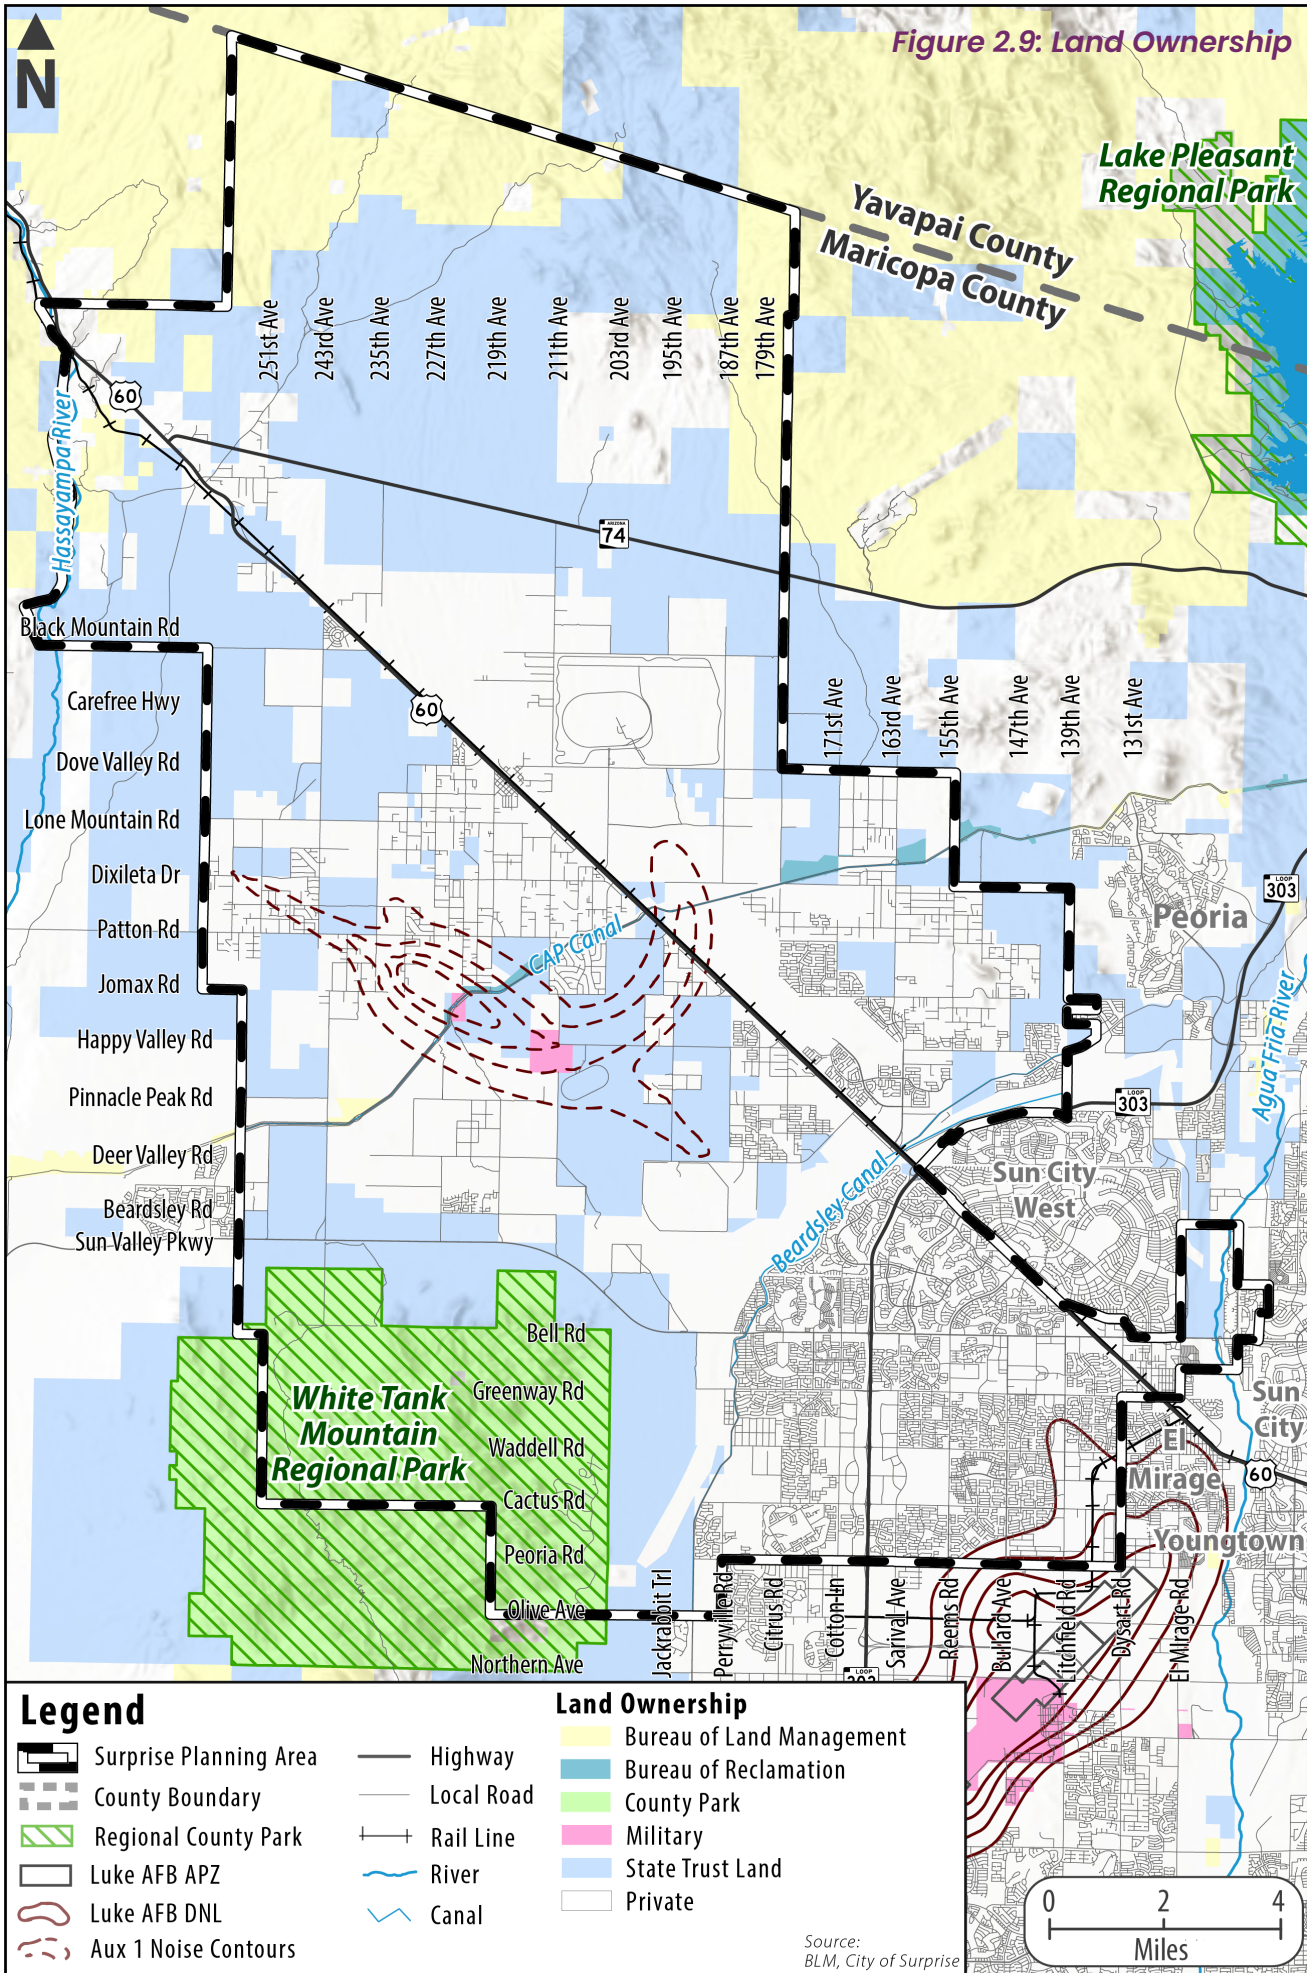 Figure 2.9: Land Ownership
N
Lake Pleasant
Regional Park
Yavapai County
Maricopa County
251st Ave
243rd Ave
235th Ave
227th Ave
219th Ave
211th Ave
203rd Ave
195th Ave
187th Ave
179th Ave
60
Hassayampa River
ARIZONA
74
Black Mountain Rd
Carefree Hwy
Dove Valley Rd
Lone Mountain Rd
Dixileta Dr
Patton Rd
Jomax Rd
Happy Valley Rd
Pinnacle Peak Rd
Deer Valley Rd
Beardsley Rd
Sun Valley Pkwy
60
171st Ave
163rd Ave
155th Ave
147th Ave
139th Ave
131st Ave
LOOP
303
Peoria
CAP Canal
Agua Fria River
LOOP
303
Beardsley Canal
Sun City
West
Bell Rd
Greenway Rd
Waddell Rd
Cactus Rd
Peoria Rd
Olive Ave
Northern Ave
White Tank
Mountain
Regional Park
Sun
City
El
Mirage
60
Youngtown
Jackrabbit Trl
Perryville Rd
Citrus Rd
Cotton Ln
Sarival Ave
Reems Rd
Bullard Ave
Litchfield Rd
Dysart Rd
El Mirage Rd
LOOP
303
Legend
Surprise Planning Area
County Boundary
Regional County Park
Luke AFB APZ
Luke AFB DNL
Aux 1 Noise Contours
Highway
Local Road
Rail Line
River
Canal
Land Ownership
Bureau of Land Management
Bureau of Reclamation
County Park
Military
State Trust Land
Private
Source:
BLM, City of Surprise
0 2 4
Miles